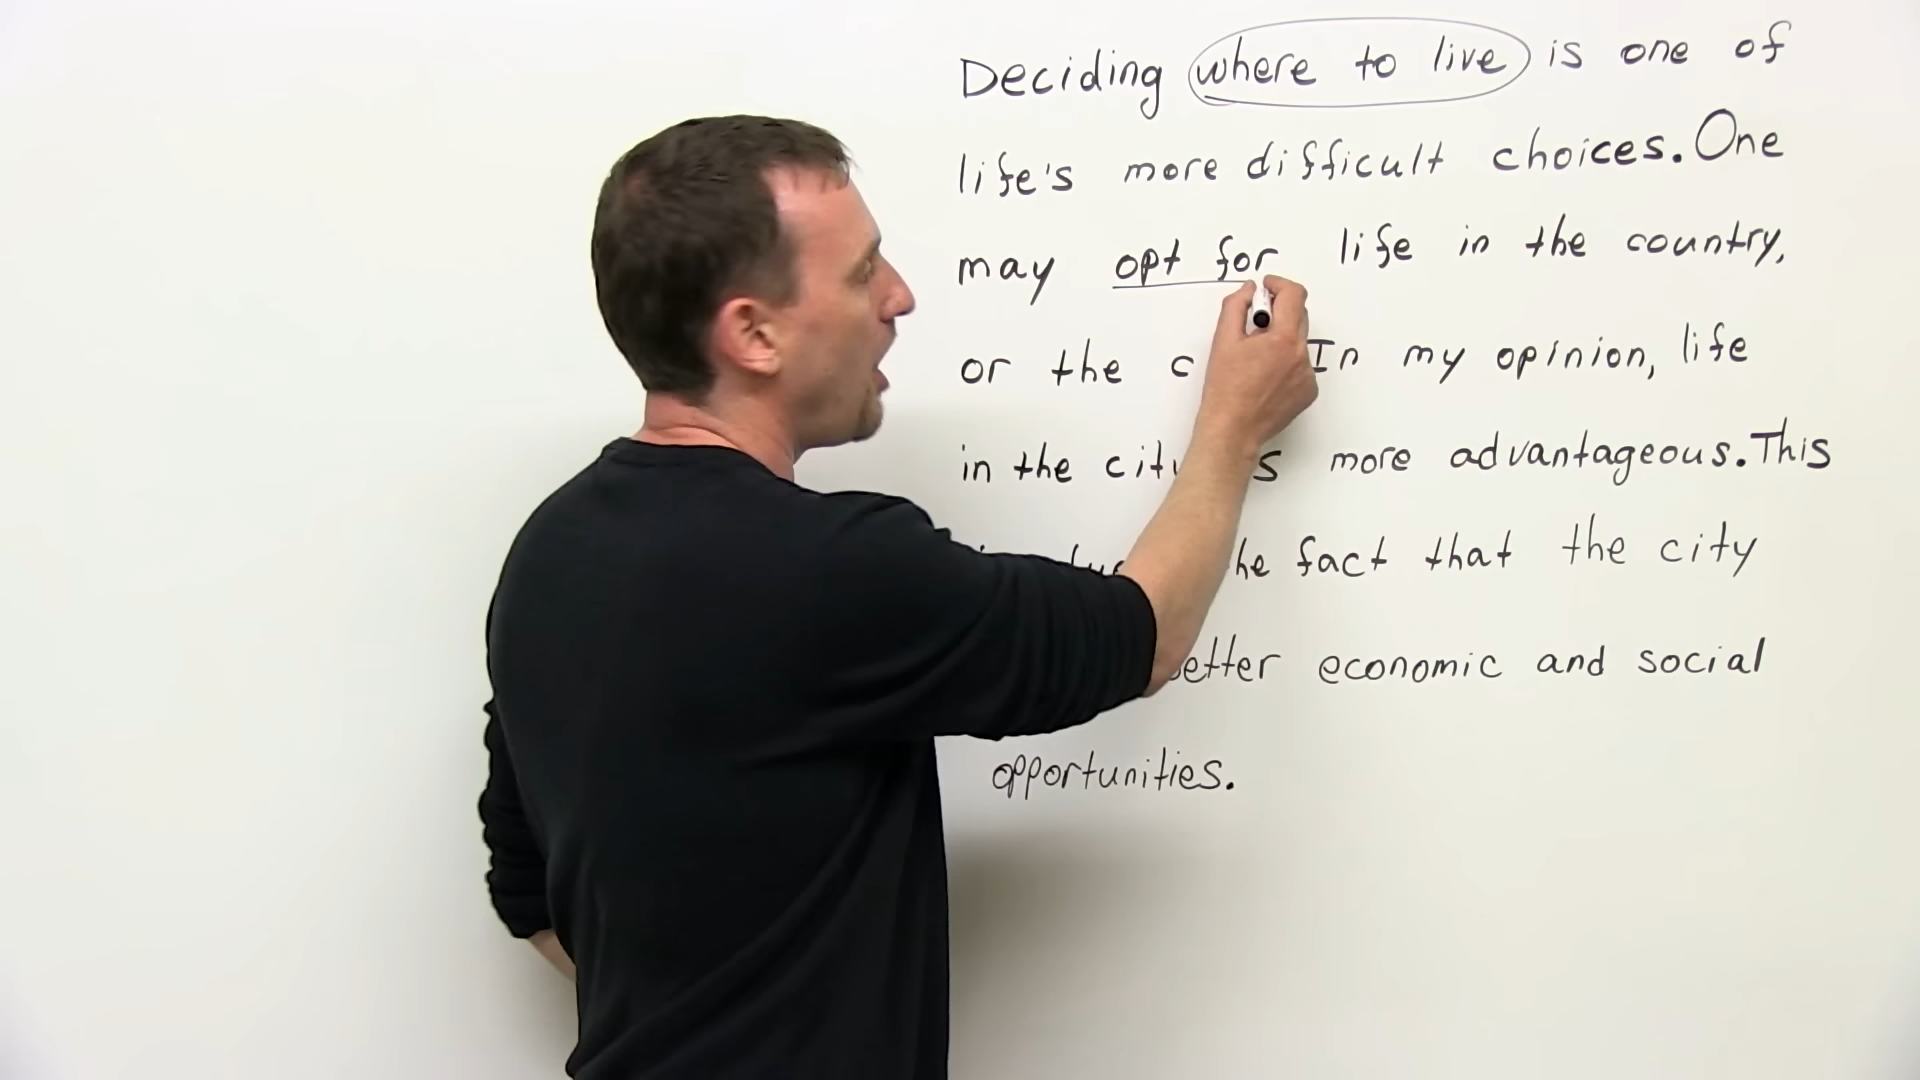 Deciding where to live is one of
life's more difficult choices. One
may opt for life in the country,
or the c In my opinion, life
in the city s more advantageous. This
he fact that the city
etter economic and social
opportunities.